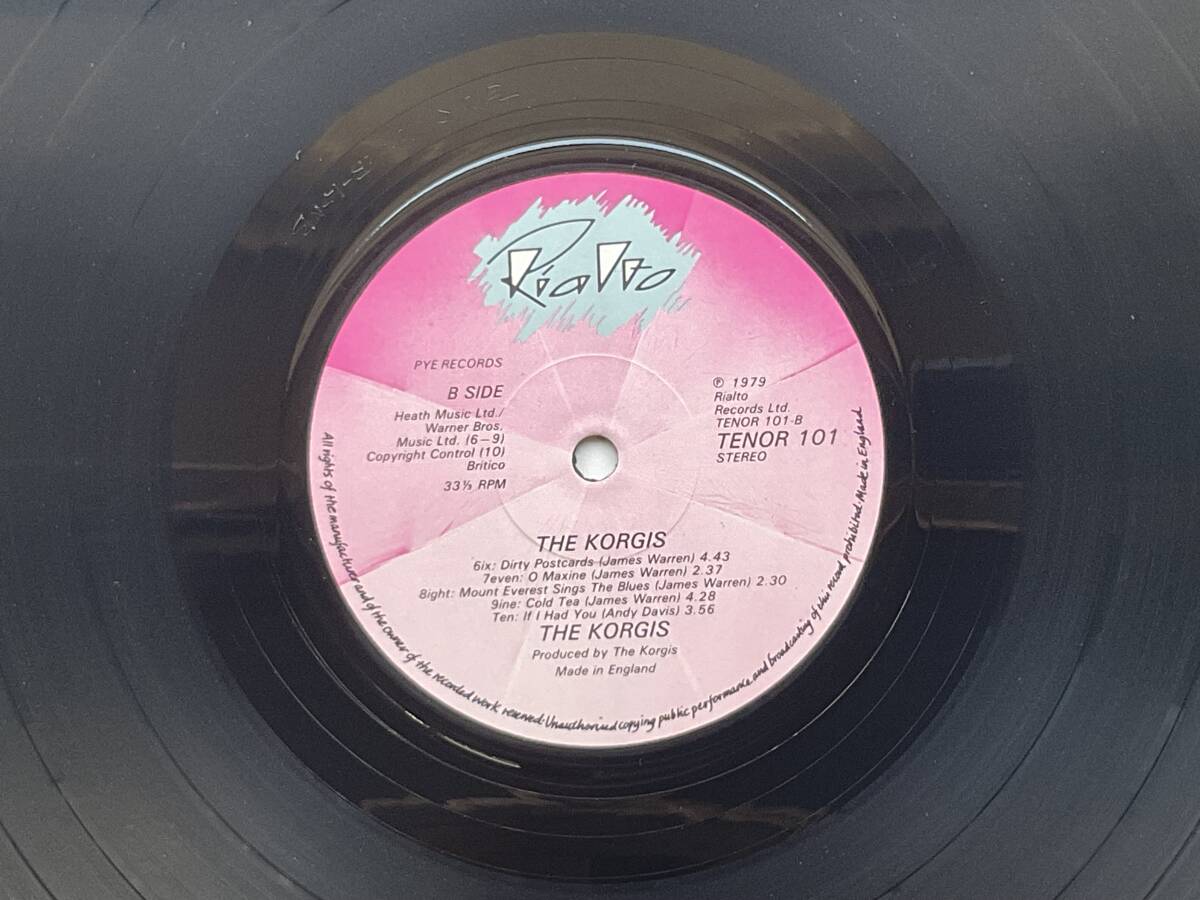 Rialto
PYE RECORDS
B SIDE
Heath Music Ltd./
Warner Bros.
Music Ltd. (6–9)
Copyright Control (10)
Britico
33⅓ RPM
℗ 1979
Rialto
Records Ltd.
TENOR 101-B
TENOR 101
STEREO
THE KORGIS
6ix: Dirty Postcards (James Warren) 4.43
7even: O Maxine (James Warren) 2.37
8ight: Mount Everest Sings The Blues (James Warren) 2.30
9ine: Cold Tea (James Warren) 4.28
Ten: If I Had You (Andy Davis) 3.56
THE KORGIS
Produced by The Korgis
Made in England
All rights of the manufacturer and of the owner of the recorded work reserved. Unauthorised copying public performance and broadcasting of this record prohibited. Made in England